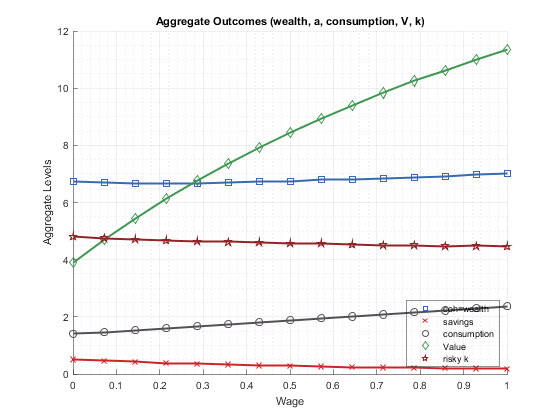 Aggregate Outcomes (wealth, a, consumption, V, k)
12
10
8
6
4
2
0
Aggregate Levels
coh=wealth
savings
consumption
Value
risky k
0 0.1 0.2 0.3 0.4 0.5 0.6 0.7 0.8 0.9 1
Wage